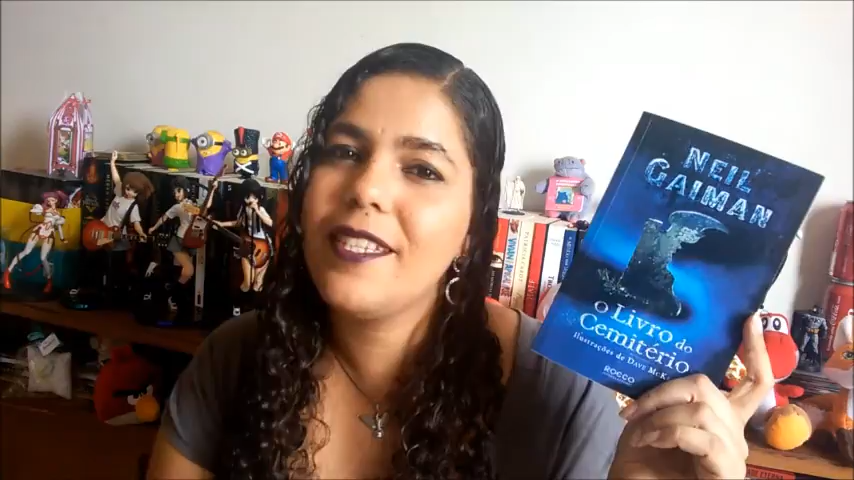 NEIL
GAIMAN
O Livro do
Cemitério
Ilustrações de Dave McK
ROCCO